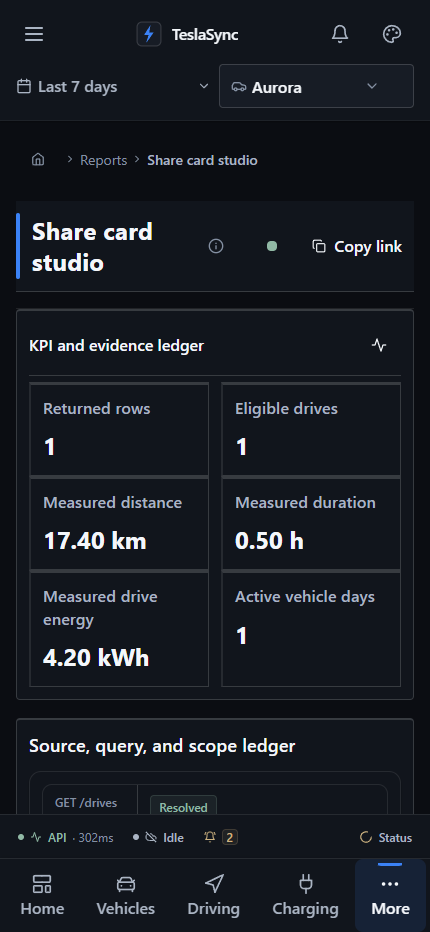 TeslaSync
Last 7 days
Aurora
Reports
Share card studio
Share card
studio
Copy link
KPI and evidence ledger
Returned rows
1
Eligible drives
1
Measured distance
17.40 km
Measured duration
0.50 h
Measured drive
energy
4.20 kWh
Active vehicle days
1
Source, query, and scope ledger
GET /drives
Resolved
API · 302ms
Idle
2
Status
Home
Vehicles
Driving
Charging
More